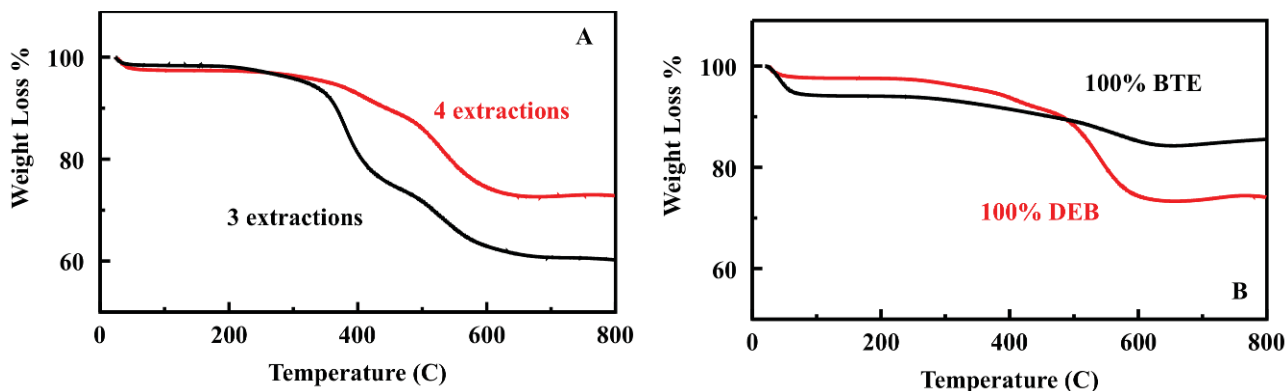 A
Weight Loss %
100
80
60
4 extractions
3 extractions
0
200
400
600
800
Temperature (C)
B
Weight Loss %
100
80
60
100% BTE
100% DEB
0
200
400
600
800
Temperature (C)